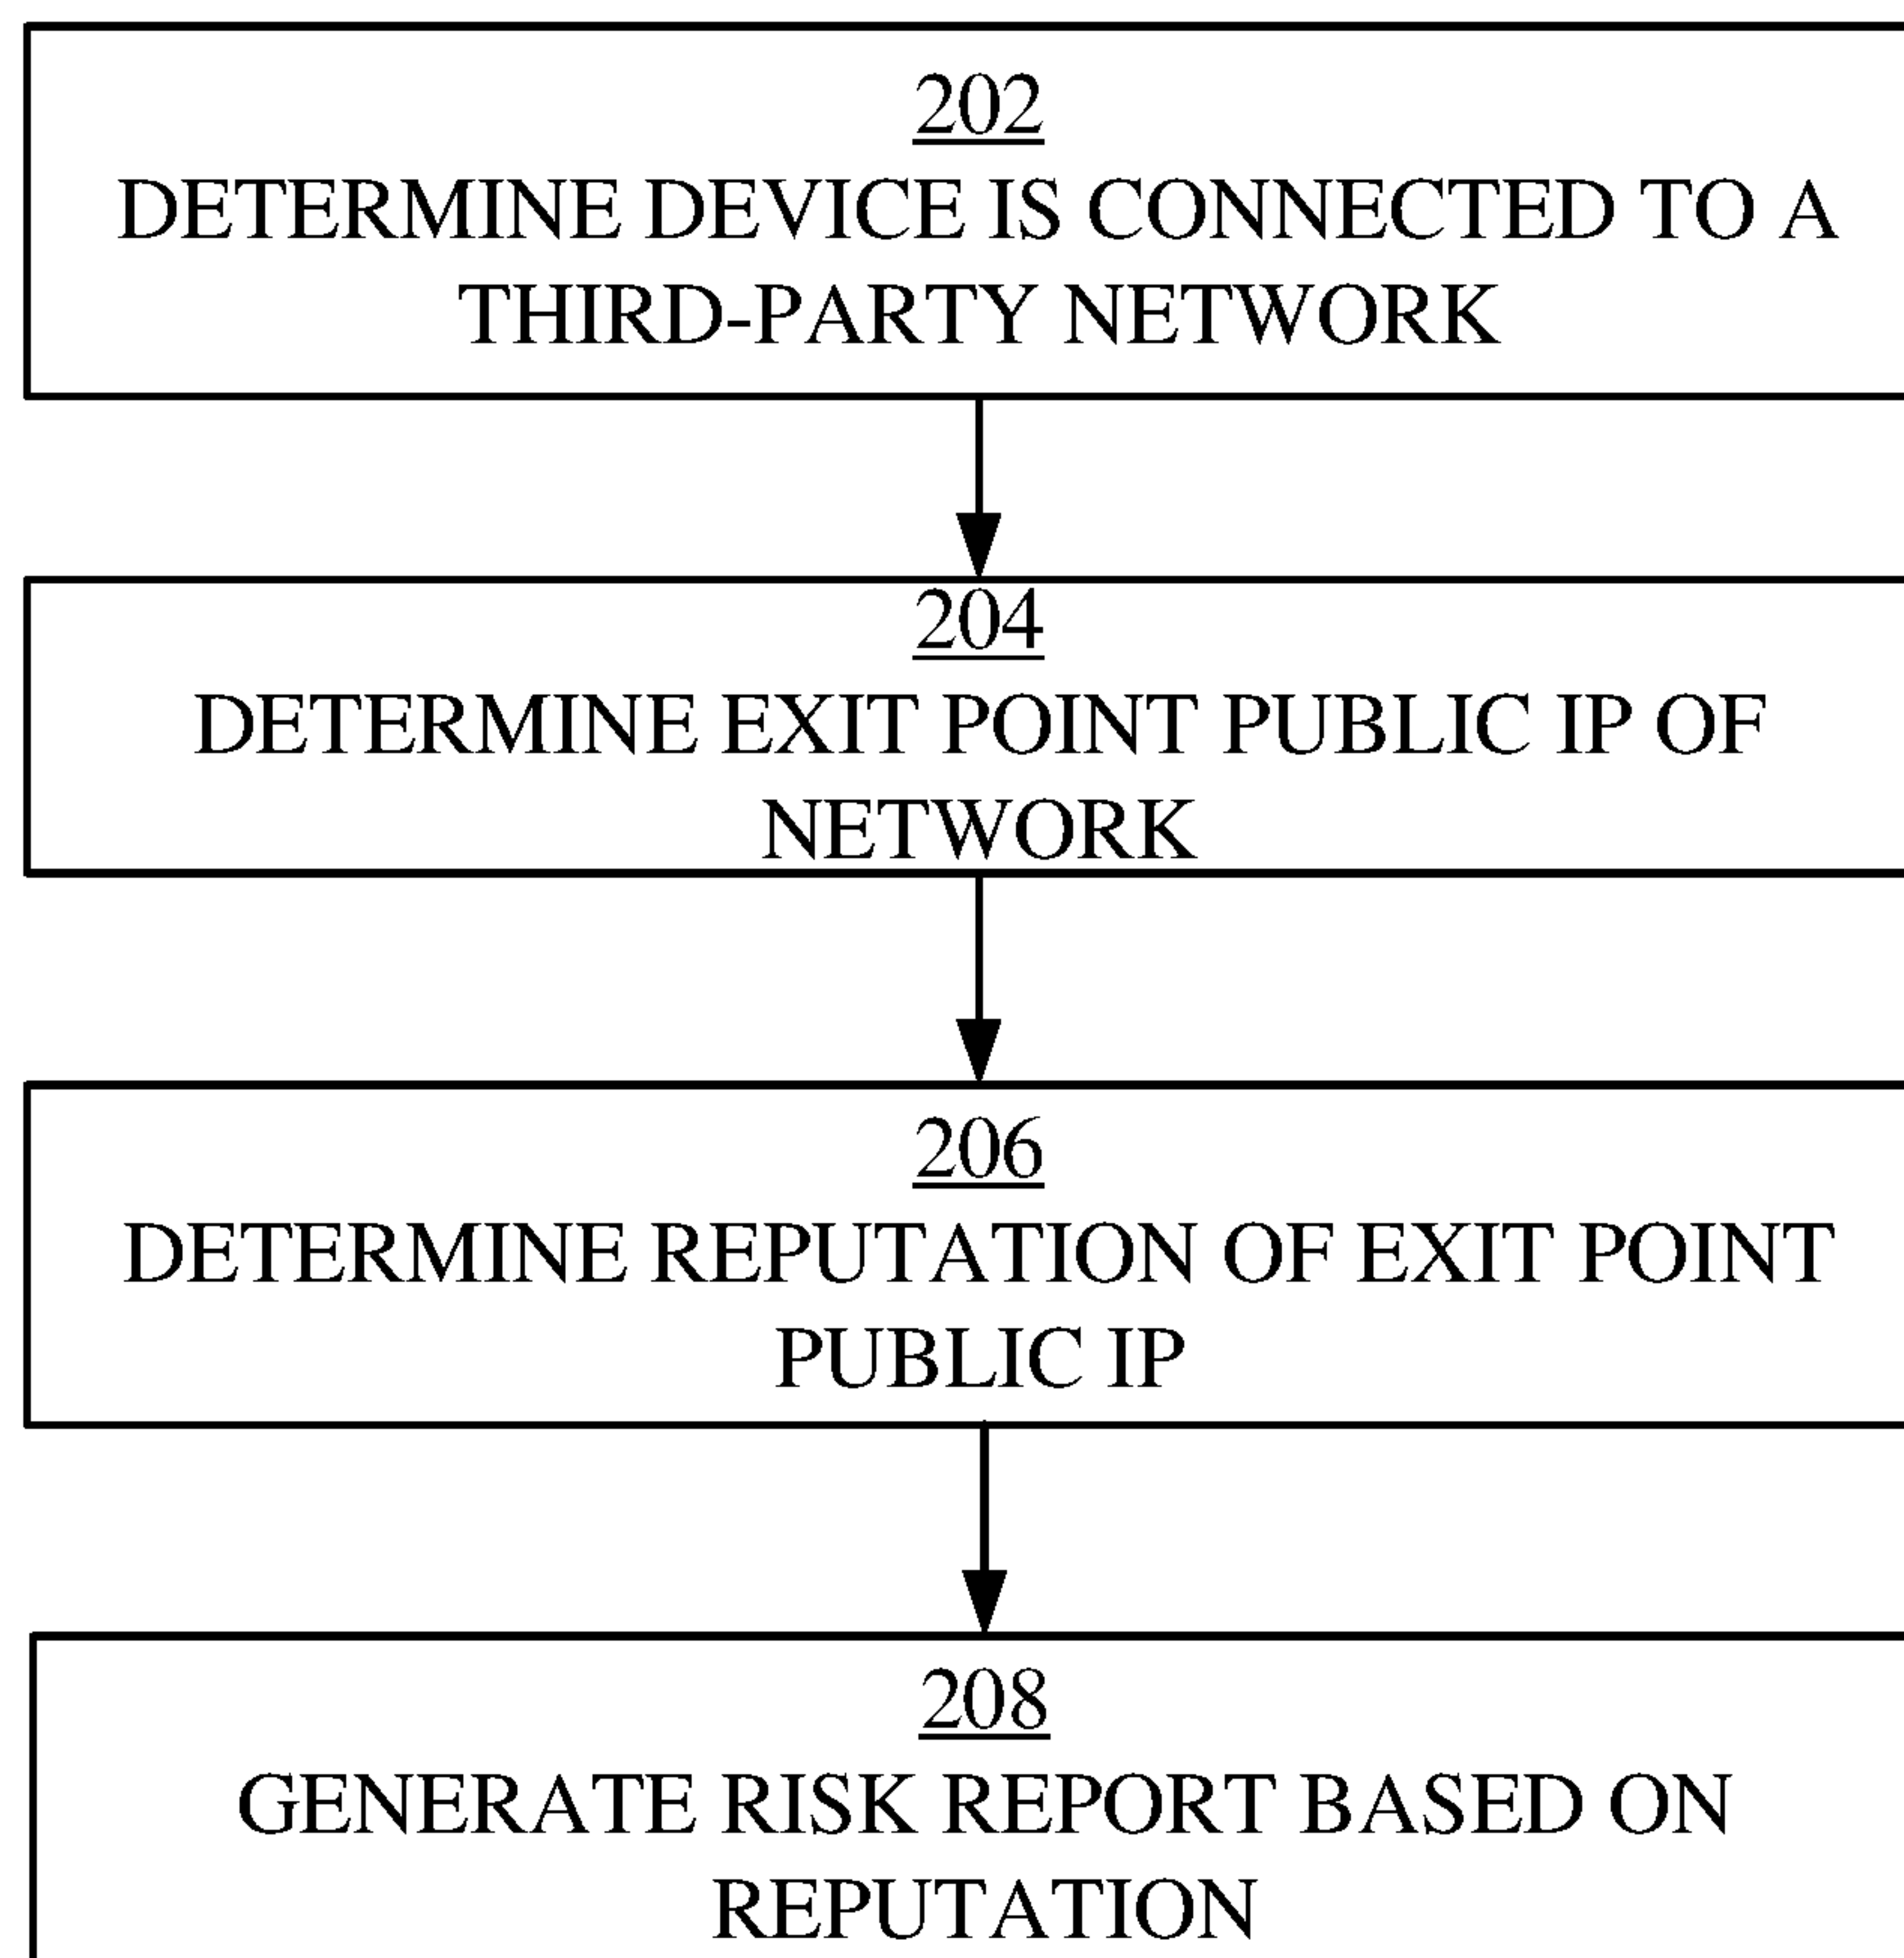 202
DETERMINE DEVICE IS CONNECTED TO A
THIRD-PARTY NETWORK
204
DETERMINE EXIT POINT PUBLIC IP OF
NETWORK
206
DETERMINE REPUTATION OF EXIT POINT
PUBLIC IP
208
GENERATE RISK REPORT BASED ON
REPUTATION